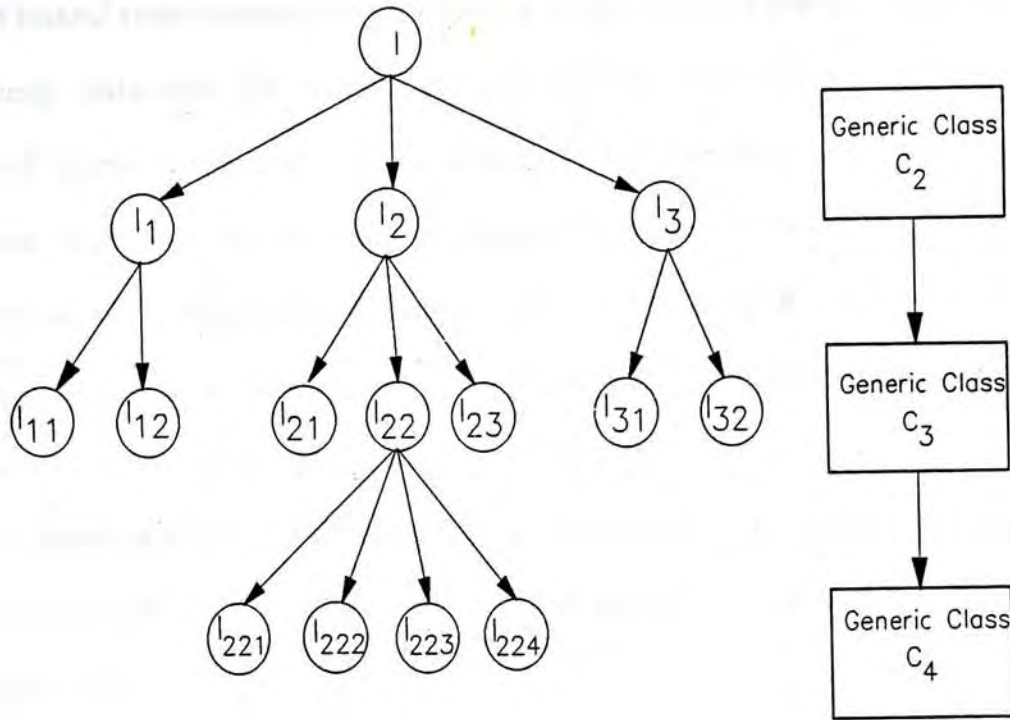 I
I₁ I₂ I₃
Generic Class
C₂
I₁₁ I₁₂ I₂₁ I₂₂ I₂₃ I₃₁ I₃₂
Generic Class
C₃
I₂₂₁ I₂₂₂ I₂₂₃ I₂₂₄
Generic Class
C₄